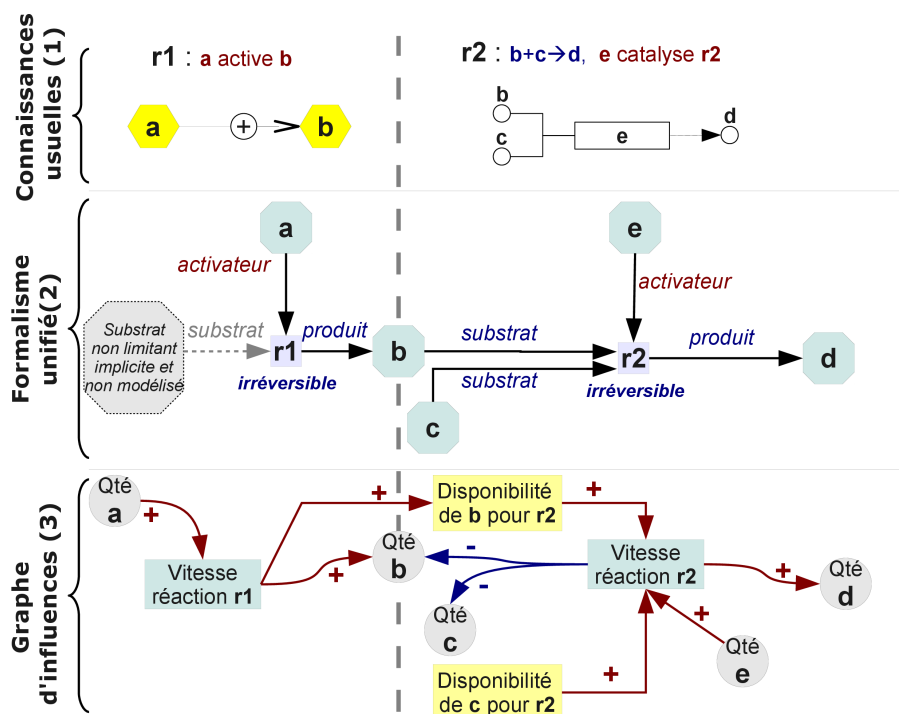 Connaissances
usuelles (1)
r1 : a active b
r2 : b+c→d, e catalyse r2
a
+
b
b
c
e
d
Formalisme
unifié(2)
a
e
activateur
activateur
Substrat
non limitant
implicite et
non modélisé
substrat
r1
produit
b
substrat
r2
produit
d
irréversible
substrat
irréversible
c
Graphe
d'influences (3)
Qté
a
+
+
Disponibilité
de b pour r2
+
Vitesse
réaction r1
+
Qté
b
-
-
Vitesse
réaction r2
+
Qté
d
Qté
c
+
Qté
e
Disponibilité
de c pour r2
+